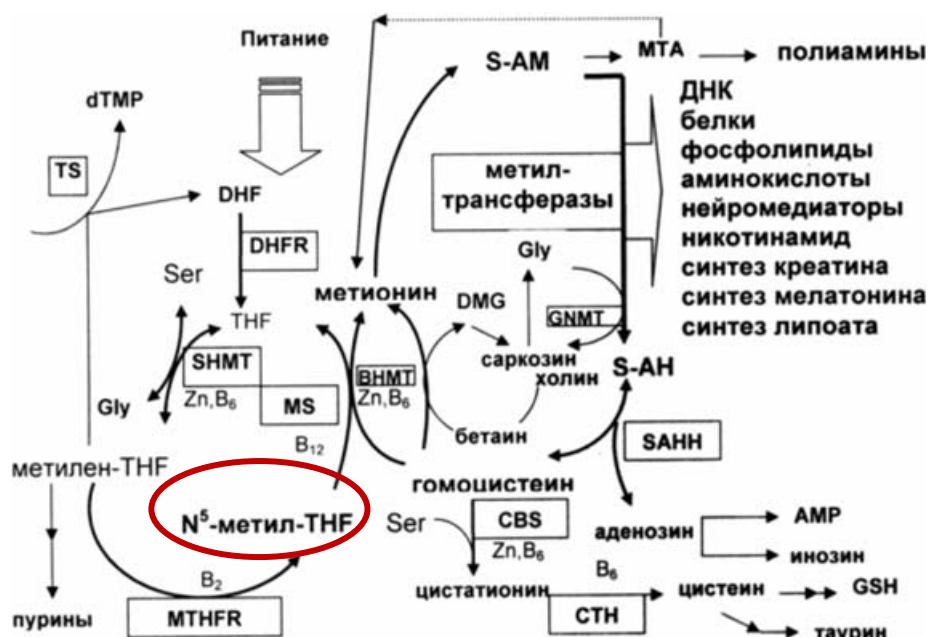 Питание
S-AM
MTA
полиамины
dTMP
ДНК
белки
фосфолипиды
аминокислоты
нейромедиаторы
никотинамид
синтез креатина
синтез мелатонина
синтез липоата
метил-
трансферазы
TS
DHF
DHFR
Ser
THF
метионин
Gly
DMG
GNMT
саркозин
холин
S-AH
SHMT
Zn,B6
Gly
MS
B12
BHMT
Zn,B6
бетаин
SAHH
метилен-THF
гомоцистеин
N5-метил-THF
Ser
CBS
Zn,B6
аденозин
AMP
инозин
B2
MTHFR
пурины
цистатионин
B6
CTH
цистеин
GSH
таурин